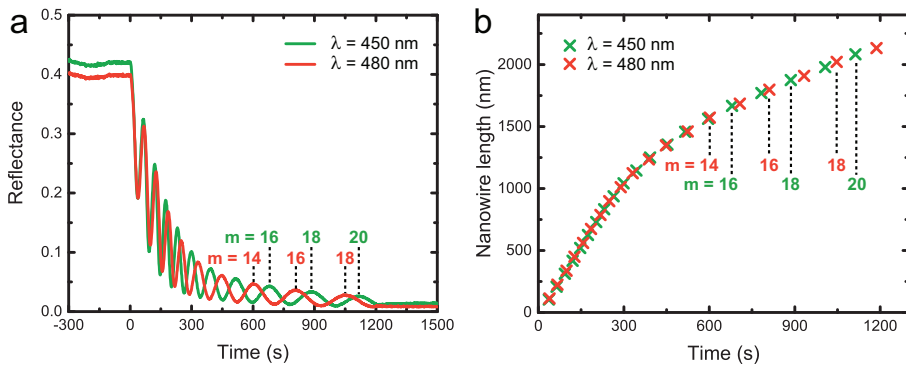 a
Reflectance
0.5
0.4
0.3
0.2
0.1
0.0
λ = 450 nm
λ = 480 nm
m = 16 18 20
m = 14 16 18
-300 0 300 600 900 1200 1500
Time (s)
b
Nanowire length (nm)
2000
1500
1000
500
0
λ = 450 nm
λ = 480 nm
m = 14 16 18
m = 16 18 20
0 300 600 900 1200
Time (s)